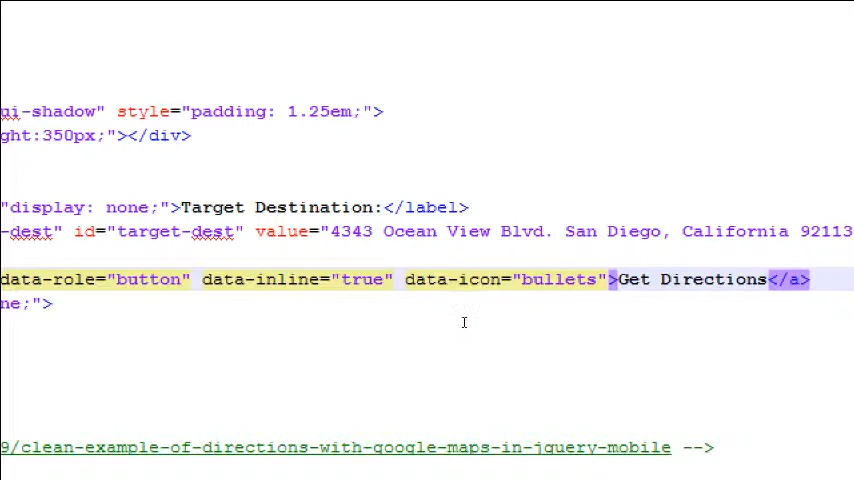 ui-shadow" style="padding: 1.25em;">
ght:350px;"></div>
"display: none;">Target Destination:</label>
-dest" id="target-dest" value="4343 Ocean View Blvd. San Diego, California 92113
data-role="button" data-inline="true" data-icon="bullets">Get Directions</a>
ne;">
9/clean-example-of-directions-with-google-maps-in-jquery-mobile -->